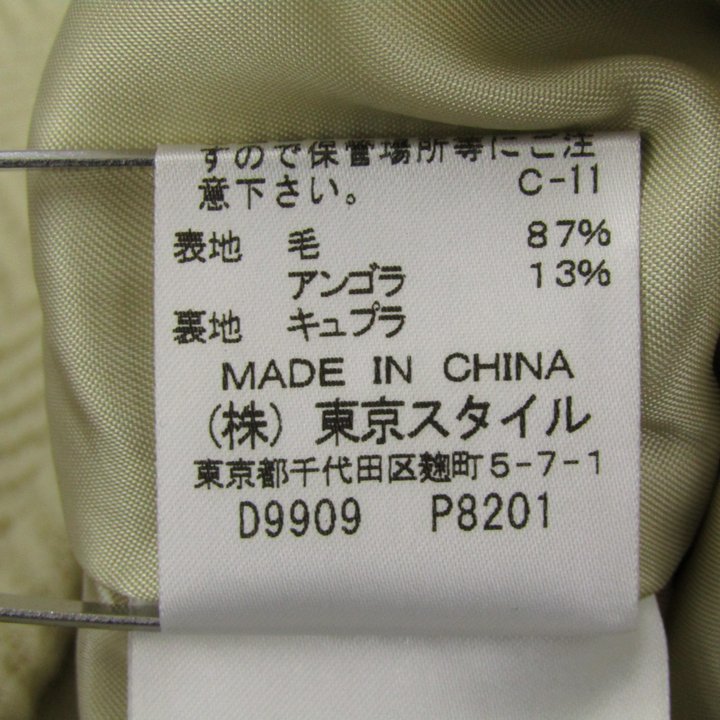 すので保管場所等にご注
意下さい。 C-11
表地 毛 87%
アンゴラ 13%
裏地 キュプラ
MADE IN CHINA
(株) 東京スタイル
東京都千代田区麹町5-7-1
D9909 P8201